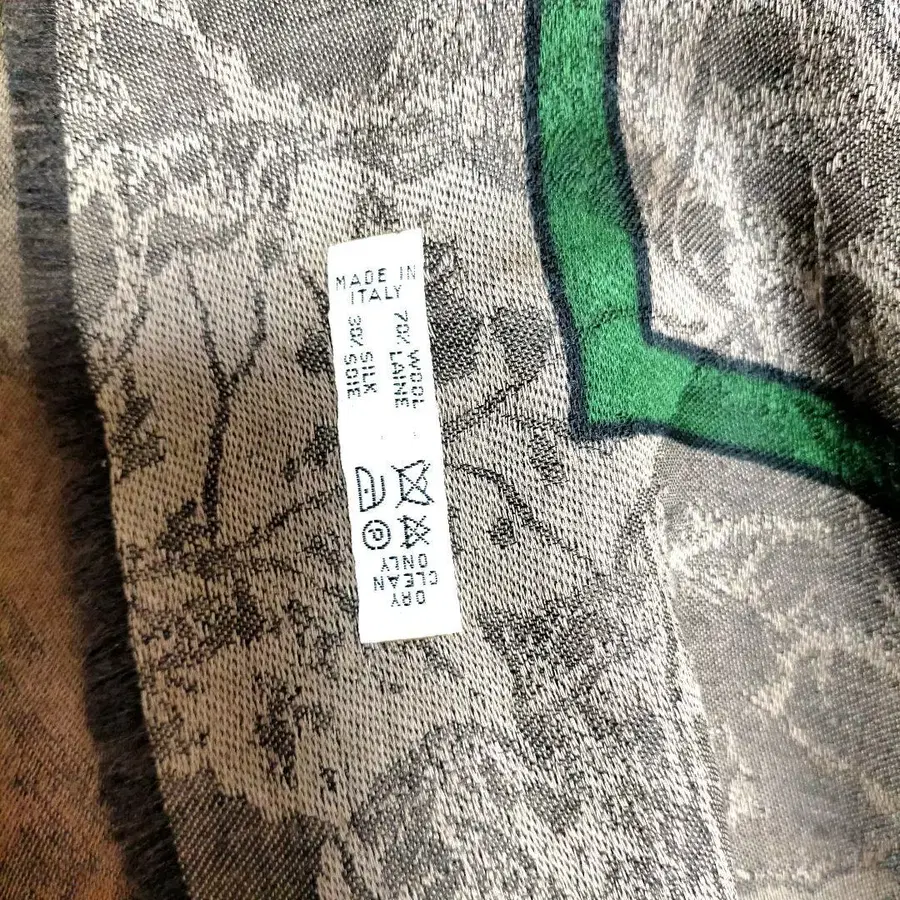 MADE IN
ITALY
70% WOOL
LAINE
30% SILK
SOIE
DRY
CLEAN
ONLY